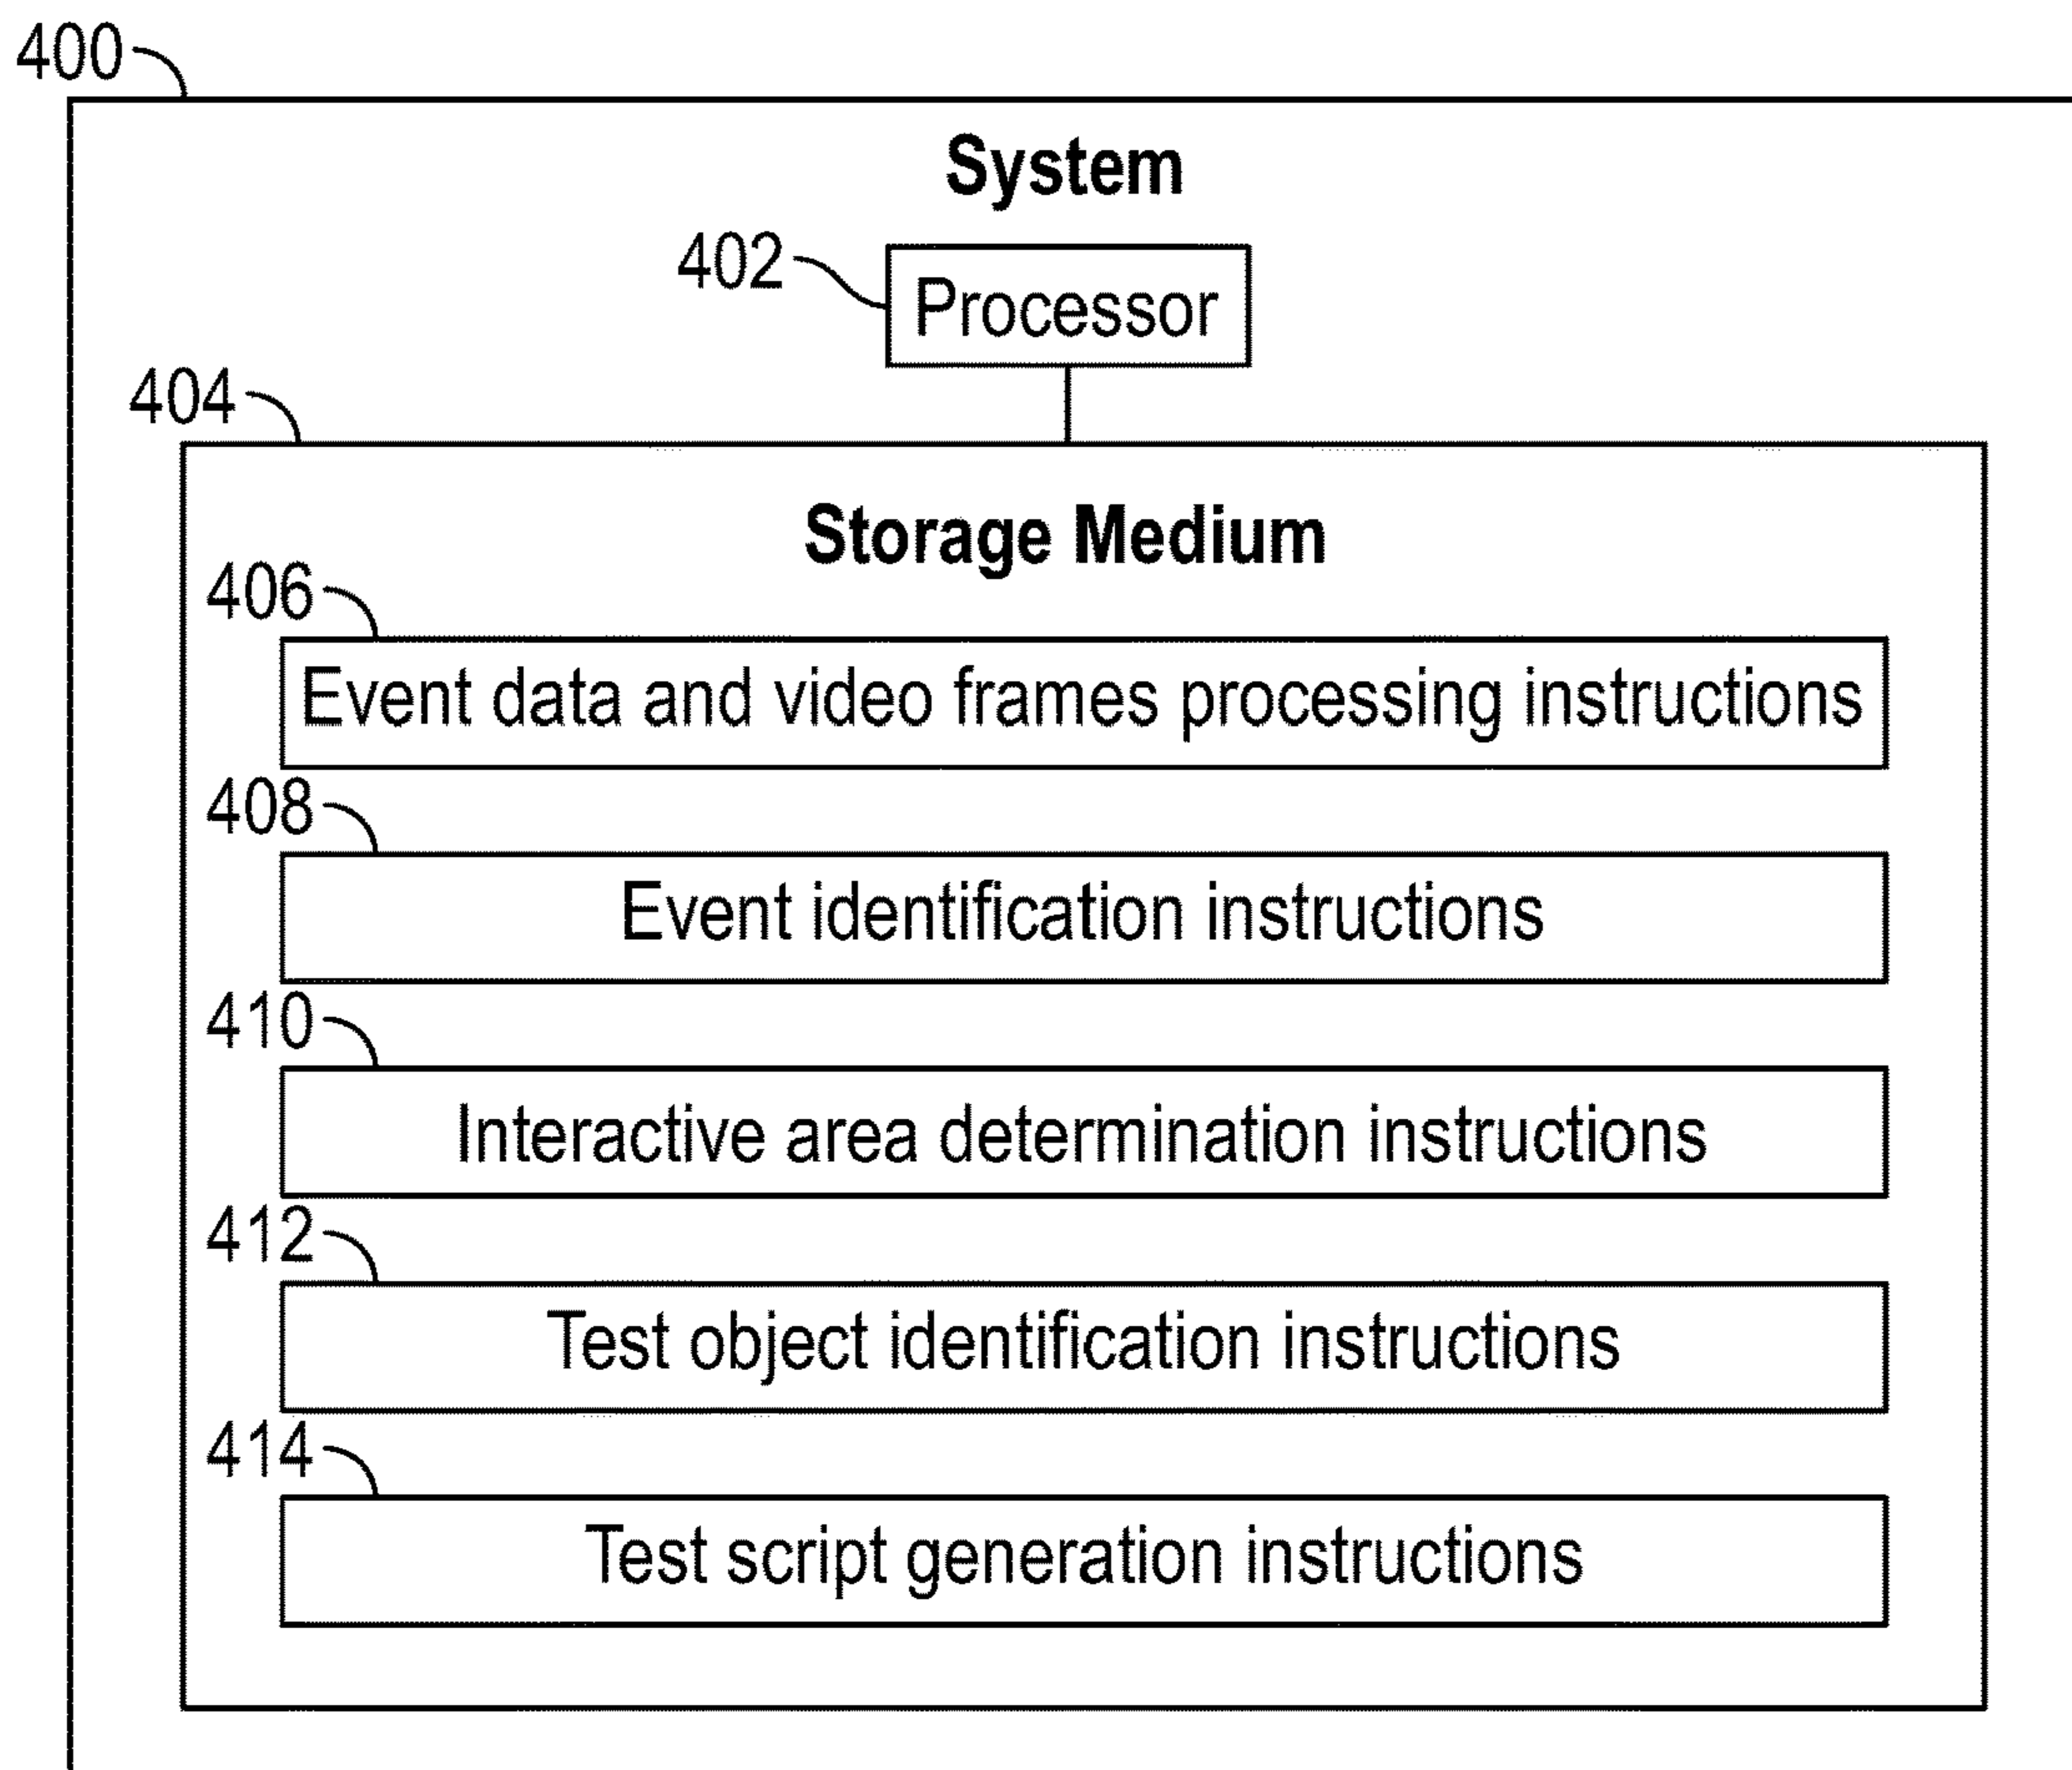 400
System
402
Processor
404
Storage Medium
406
Event data and video frames processing instructions
408
Event identification instructions
410
Interactive area determination instructions
412
Test object identification instructions
414
Test script generation instructions